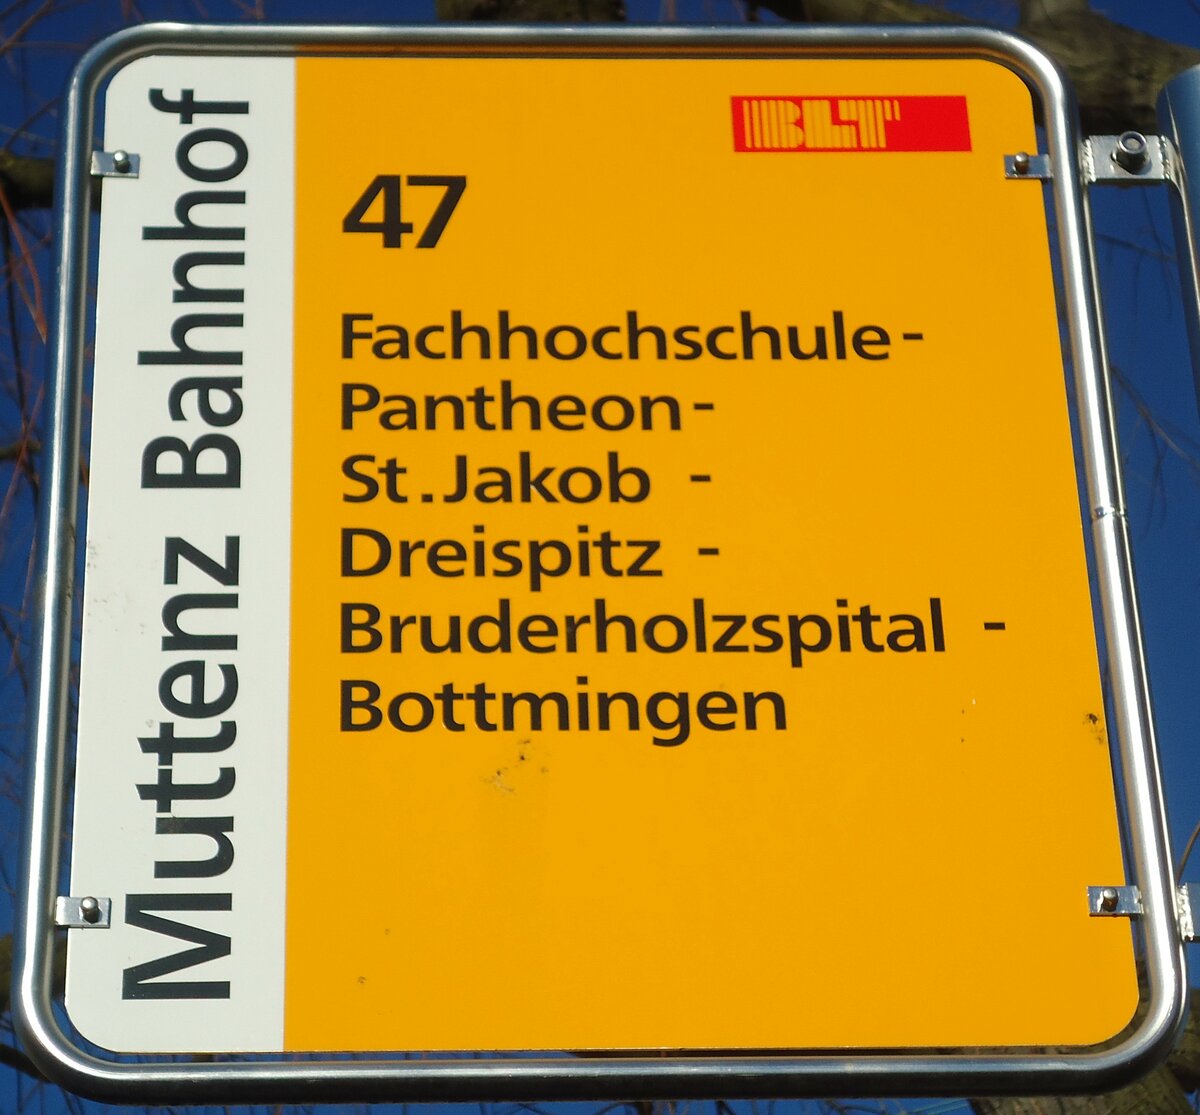 Muttenz Bahnhof
BLT
47
Fachhochschule-
Pantheon-
St.Jakob -
Dreispitz -
Bruderholzspital -
Bottmingen